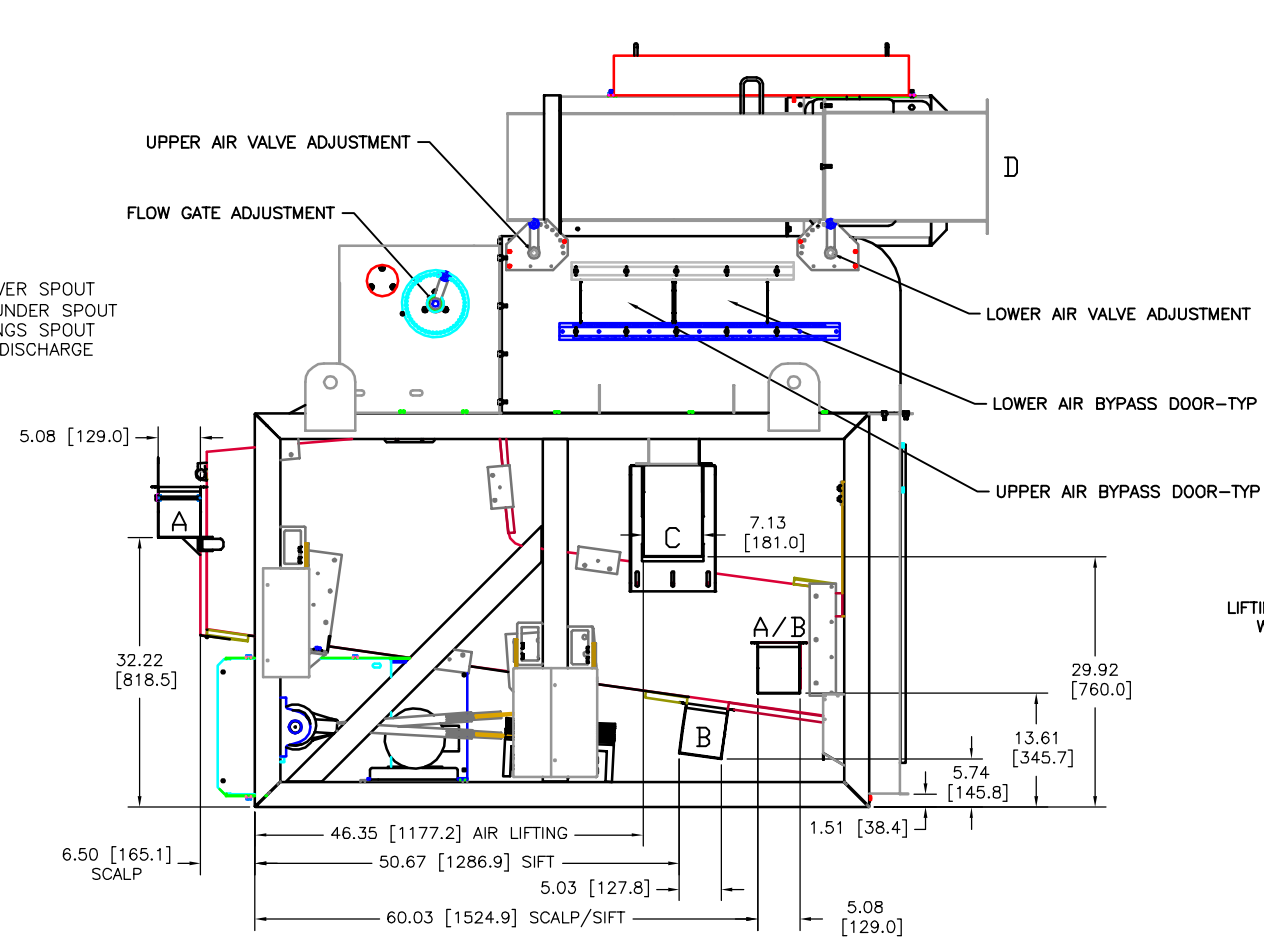 D
UPPER AIR VALVE ADJUSTMENT
FLOW GATE ADJUSTMENT
VER SPOUT
UNDER SPOUT
NGS SPOUT
DISCHARGE
LOWER AIR VALVE ADJUSTMENT
LOWER AIR BYPASS DOOR-TYP
UPPER AIR BYPASS DOOR-TYP
5.08 [129.0]
A
C
7.13
[181.0]
A/B
B
32.22
[818.5]
29.92
[760.0]
13.61
[345.7]
5.74
[145.8]
1.51 [38.4]
46.35 [1177.2] AIR LIFTING
6.50 [165.1]
SCALP
50.67 [1286.9] SIFT
5.03 [127.8]
60.03 [1524.9] SCALP/SIFT
5.08
[129.0]